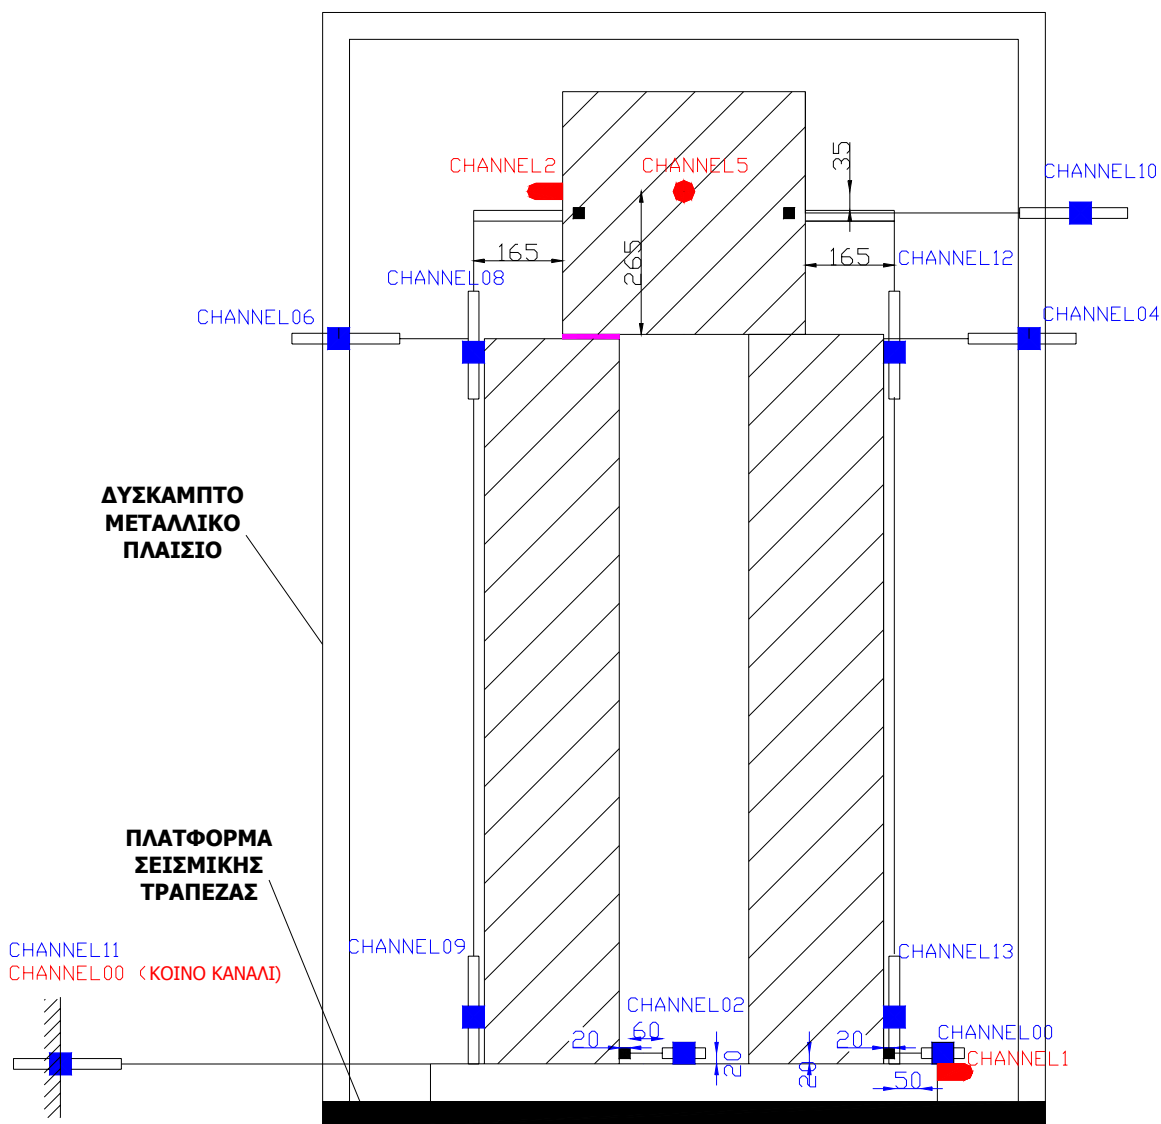 35
CHANNEL2
CHANNEL5
CHANNEL10
165
265
165
CHANNEL12
CHANNEL08
CHANNEL06
CHANNEL04
ΔΥΣΚΑΜΠΤΟ
ΜΕΤΑΛΛΙΚΟ
ΠΛΑΙΣΙΟ
ΠΛΑΤΦΟΡΜΑ
ΣΕΙΣΜΙΚΗΣ
ΤΡΑΠΕΖΑΣ
CHANNEL11
CHANNEL00 (ΚΟΙΝΟ ΚΑΝΑΛΙ)
CHANNEL09
CHANNEL13
CHANNEL02
CHANNEL00
CHANNEL1
20
60
20
20
20
50